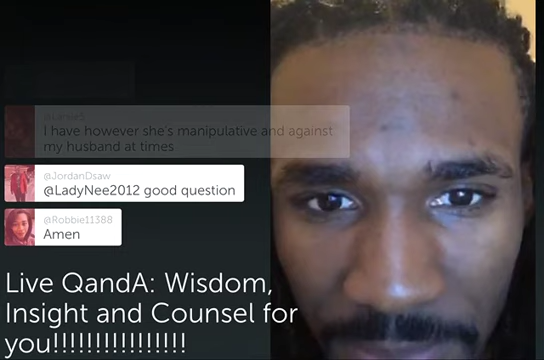 I have however she's manipulative and against
my husband at times
@JordanDsaw
@LadyNee2012 good question
@Robbie11388
Amen
Live QandA: Wisdom,
Insight and Counsel for
you!!!!!!!!!!!!!!!!!